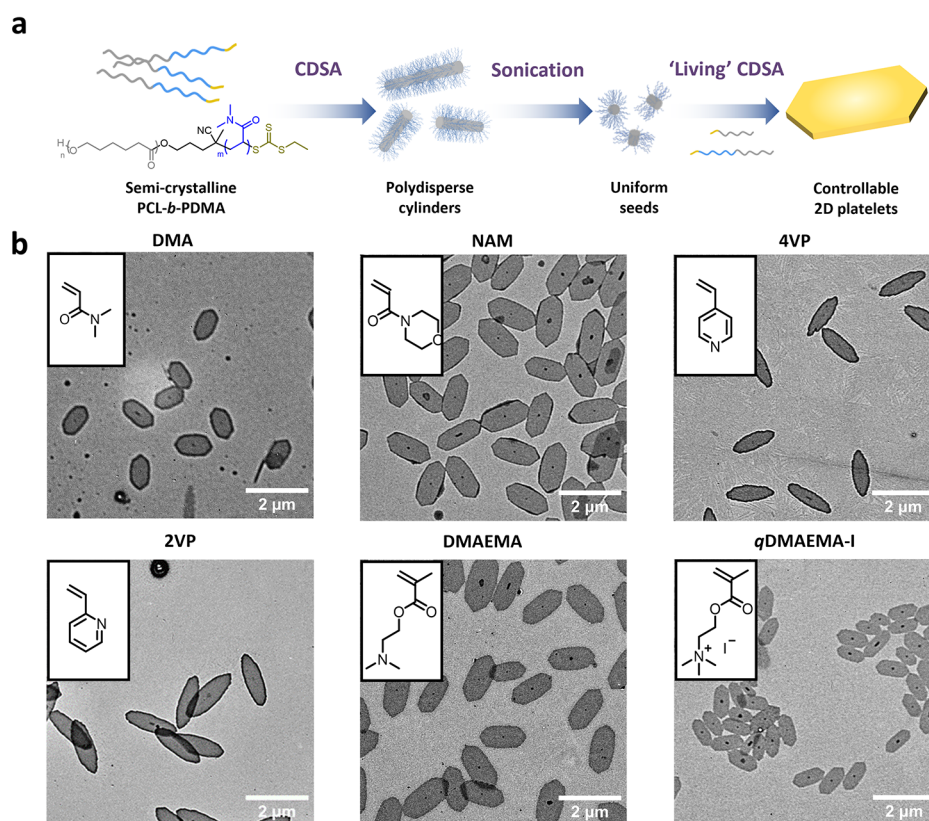 a
CDSA
Sonication
‘Living’ CDSA
N
O
NC
S
S
S
H
O
n
O
O
m
Semi-crystalline
PCL-b-PDMA
Polydisperse
cylinders
Uniform
seeds
Controllable
2D platelets
b
DMA
NAM
4VP
O
N
2 µm
O
N
O
2 µm
N
2 µm
2VP
DMAEMA
qDMAEMA-I
N
2 µm
O
O
N
2 µm
O
O
N
+
I−
2 µm